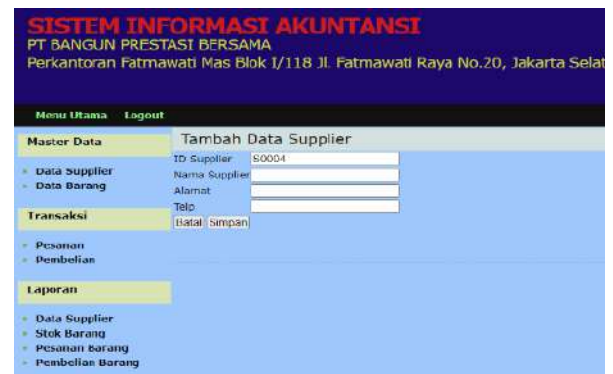 SISTEM INFORMASI AKUNTANSI
PT BANGUN PRESTASI BERSAMA
Perkantoran Fatmawati Mas Blok I/118 Jl. Fatmawati Raya No.20, Jakarta Selat
Menu Utama Logout
Master Data
Data Supplier
Data Barang
Transaksi
Pesanan
Pembelian
Laporan
Data Supplier
Stok Barang
Pesanan Barang
Pembelian Barang
Tambah Data Supplier
ID Supplier S0004
Nama Supplier
Alamat
Telp
Batal Simpan